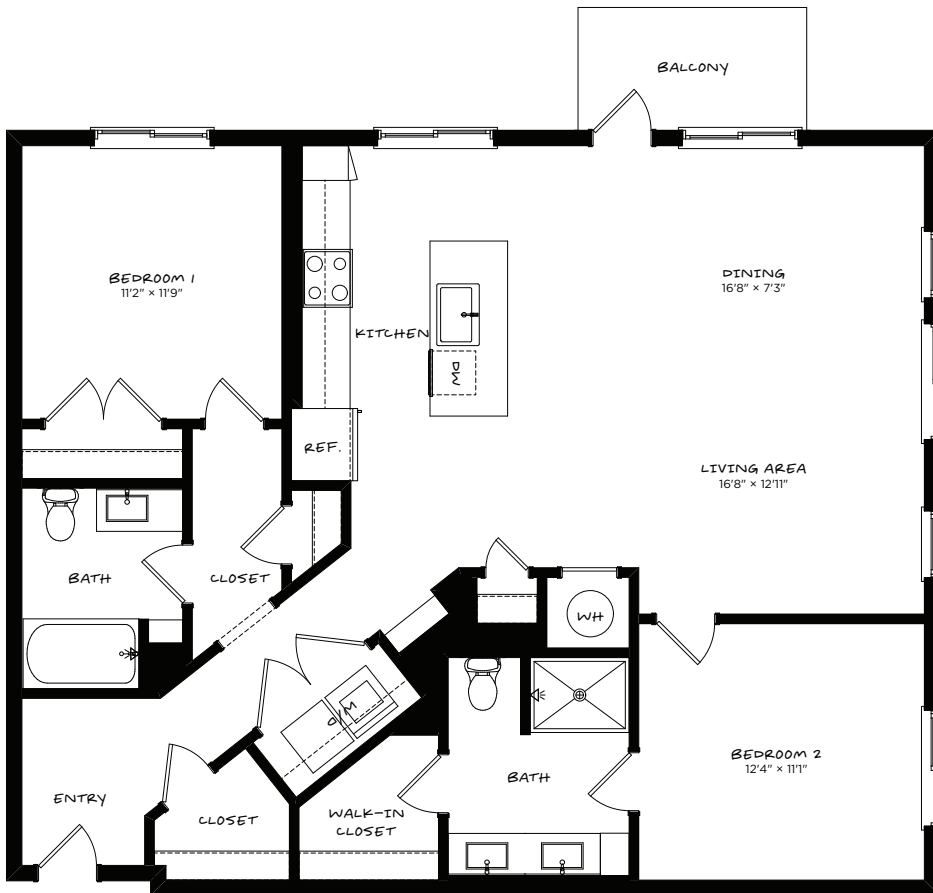 BALCONY
BEDROOM 1
11'2" × 11'9"
DINING
16'8" × 7'3"
KITCHEN
DW
REF.
LIVING AREA
16'8" × 12'11"
BATH
CLOSET
WH
D/W
BEDROOM 2
12'4" × 11'1"
BATH
ENTRY
CLOSET
WALK-IN
CLOSET